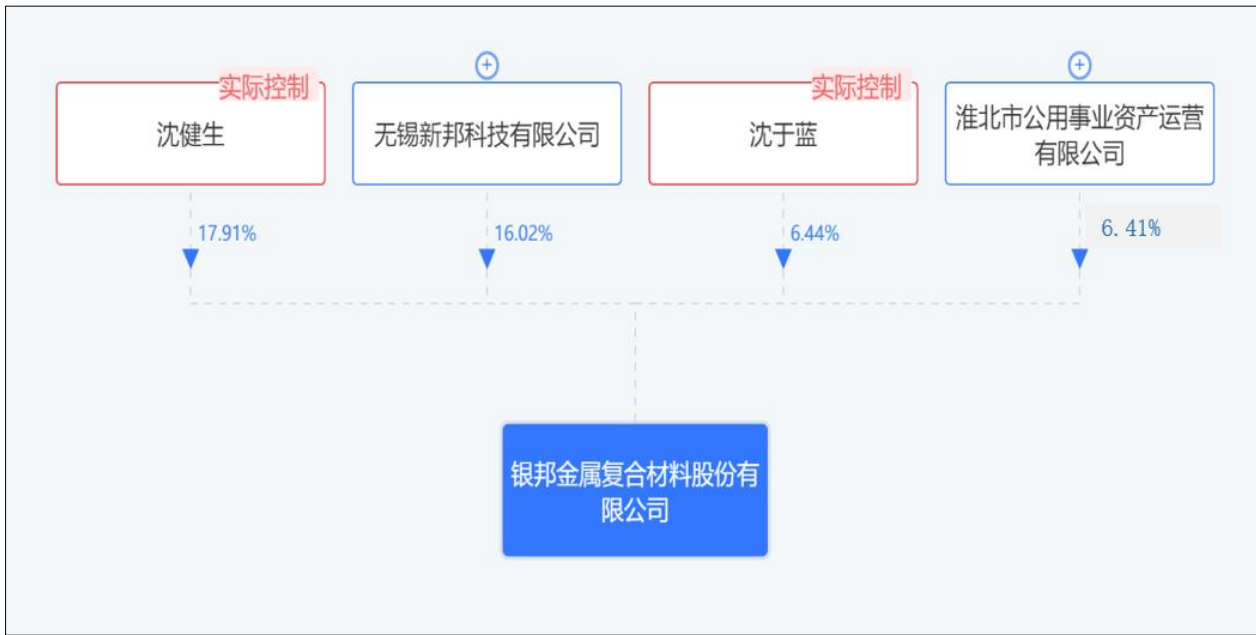 实际控制
实际控制
沈健生
无锡新邦科技有限公司
沈于蓝
淮北市公用事业资产运营
有限公司
17.91%
16.02%
6.44%
6.41%
银邦金属复合材料股份有
限公司